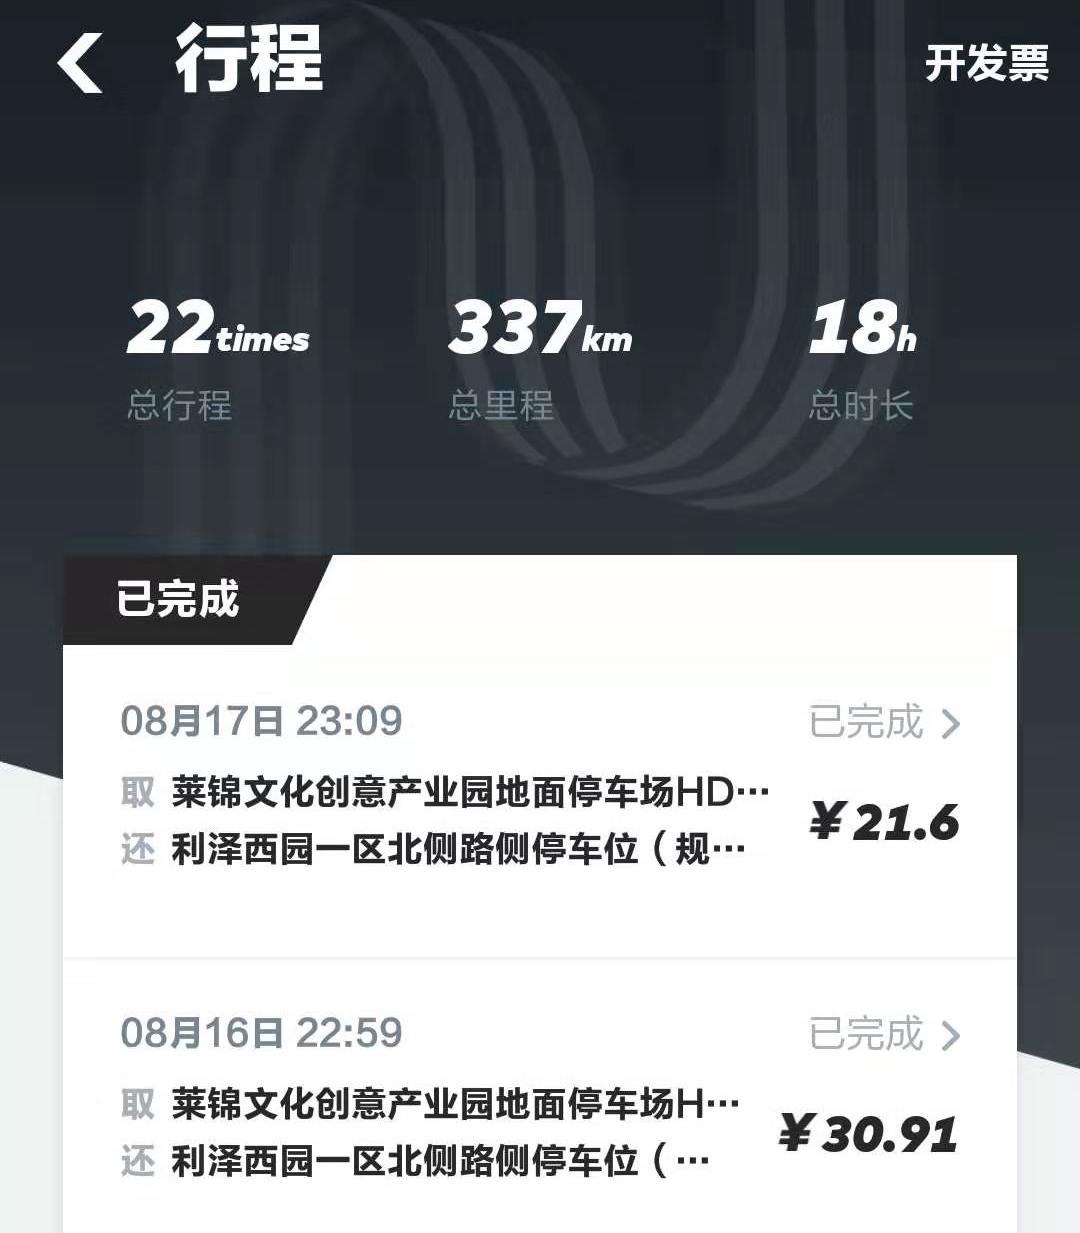 行程
开发票
22times
337km
18h
总行程
总里程
总时长
已完成
08月17日 23:09
已完成
取 莱锦文化创意产业园地面停车场HD…
¥21.6
还 利泽西园一区北侧路侧停车位（规…
08月16日 22:59
已完成
取 莱锦文化创意产业园地面停车场H…
¥30.91
还 利泽西园一区北侧路侧停车位（…